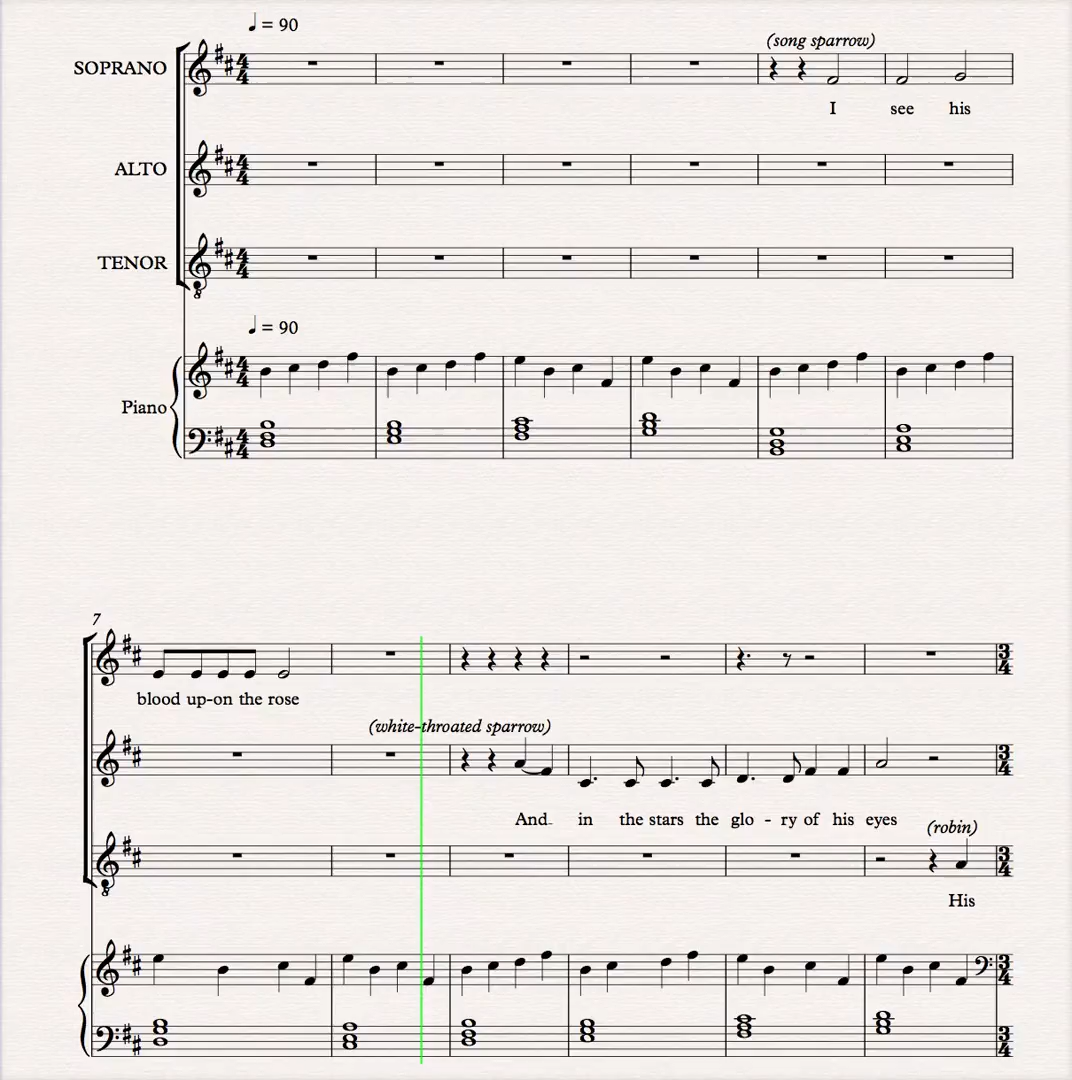 ♩ = 90
(song sparrow)
SOPRANO
I see his
ALTO
TENOR
♩ = 90
Piano
7
blood up-on the rose
(white-throated sparrow)
And in the stars the glo - ry of his eyes
(robin)
His